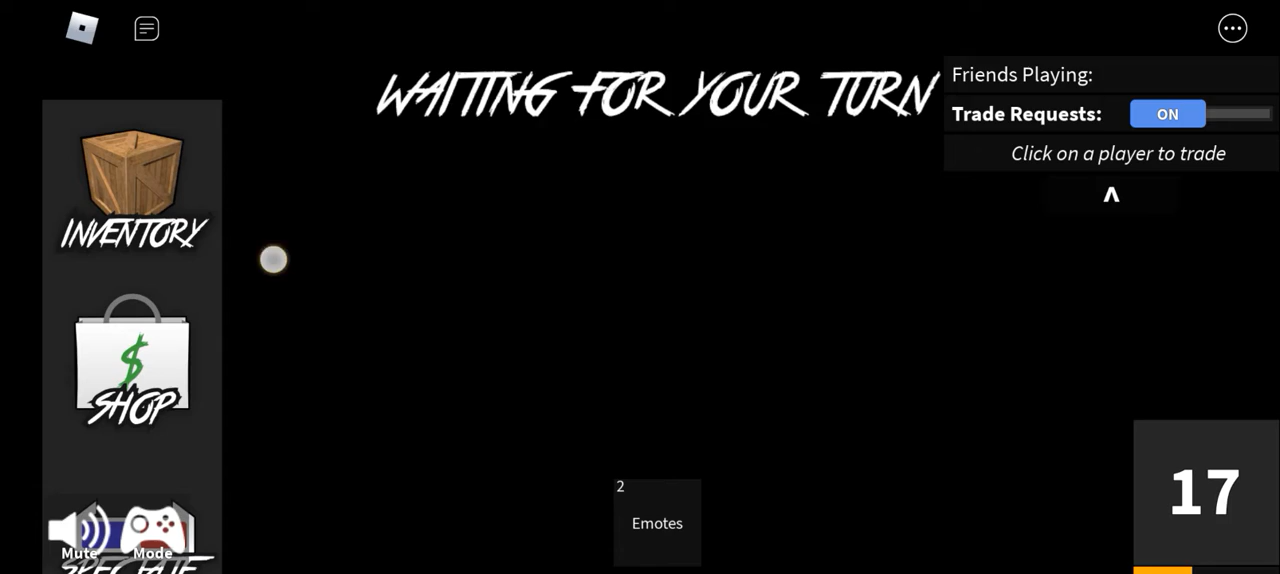 WAITING FOR YOUR TURN
Friends Playing:
Trade Requests: ON
Click on a player to trade
INVENTORY
$
SHOP
17
2
Emotes
Mute
Mode
SPECTATE